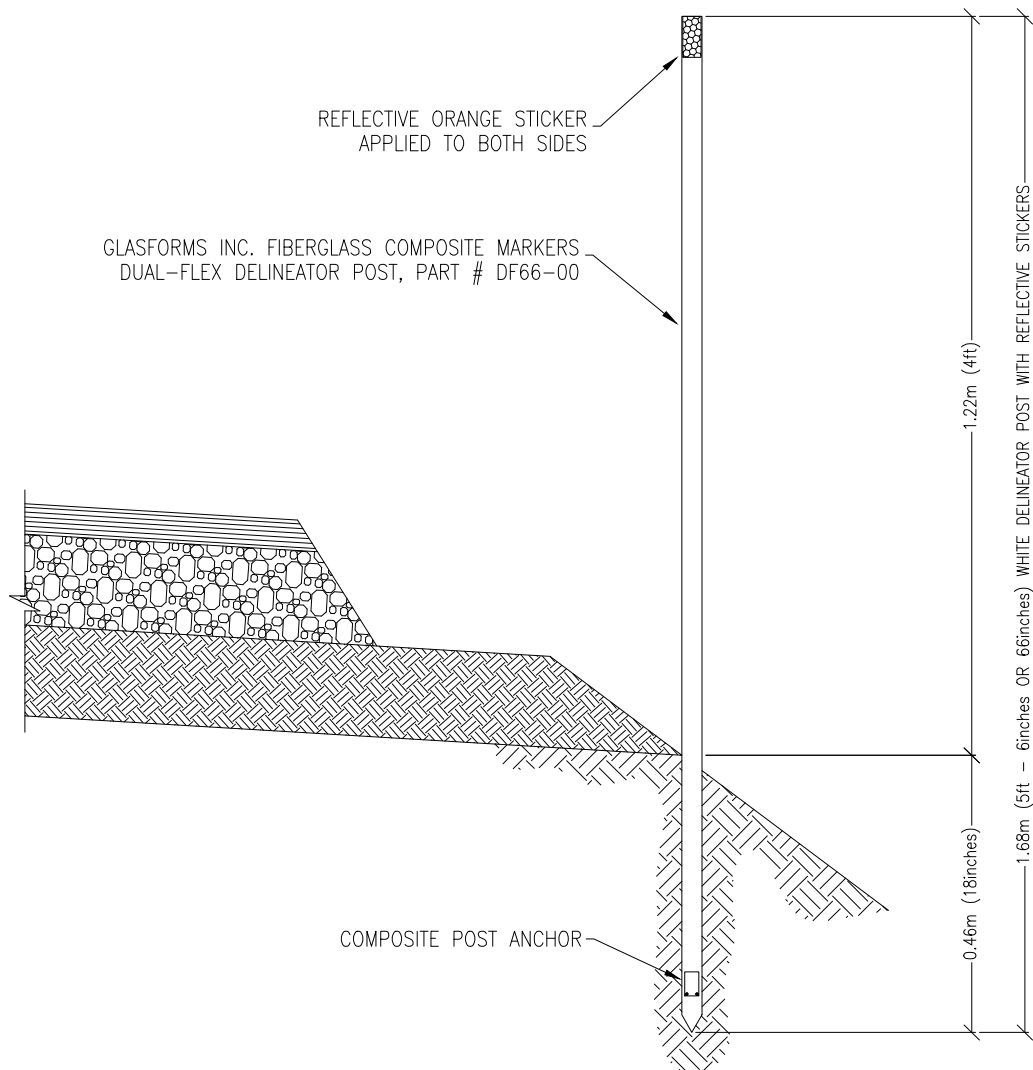 REFLECTIVE ORANGE STICKER
APPLIED TO BOTH SIDES
GLASFORMS INC. FIBERGLASS COMPOSITE MARKERS
DUAL-FLEX DELINEATOR POST, PART # DF66-00
COMPOSITE POST ANCHOR
1.22m (4ft)
0.46m (18inches)
1.68m (5ft - 6inches OR 66inches) WHITE DELINEATOR POST WITH REFLECTIVE STICKERS